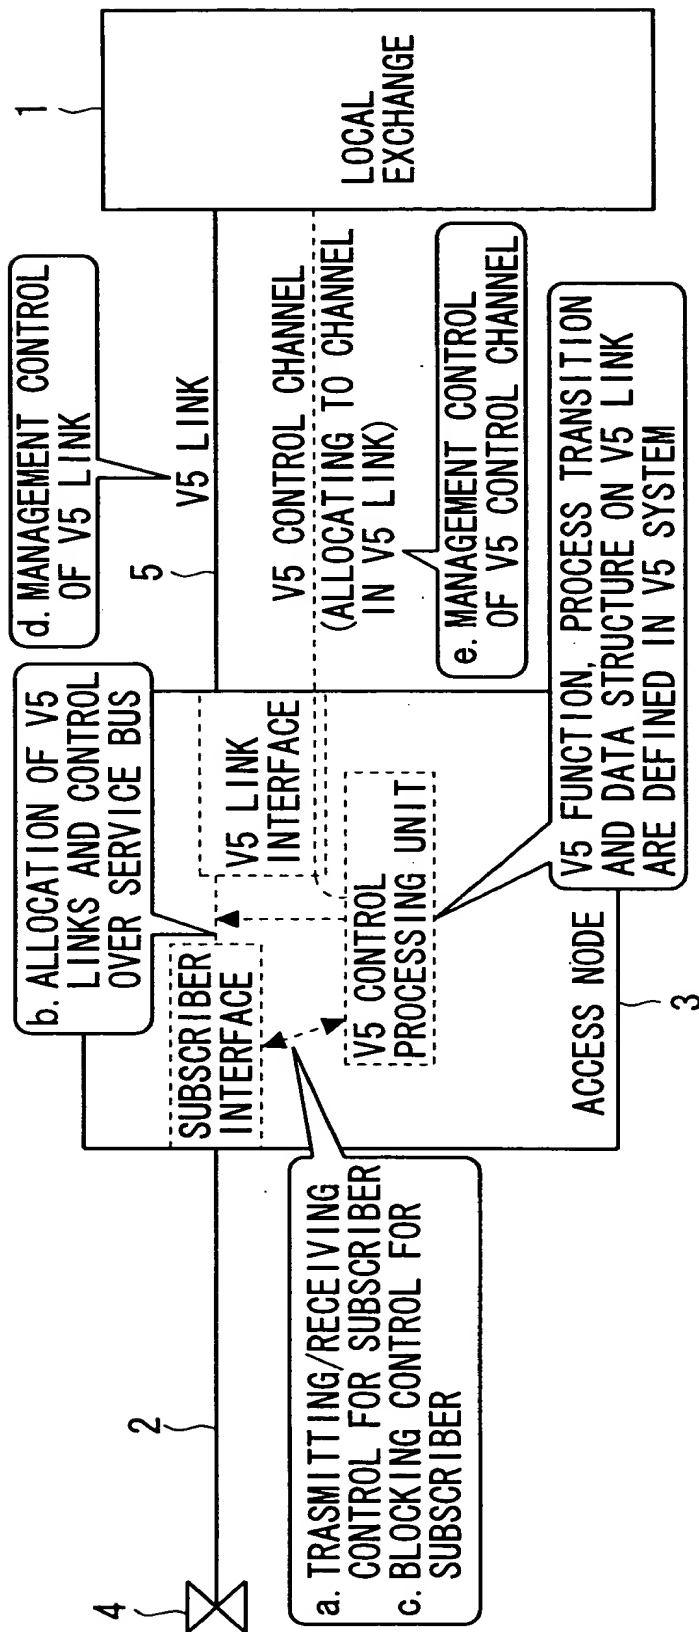 1
LOCAL
EXCHANGE
d. MANAGEMENT CONTROL
OF V5 LINK
5
V5 LINK
V5 CONTROL CHANNEL
(ALLOCATING TO CHANNEL
IN V5 LINK)
e. MANAGEMENT CONTROL
OF V5 CONTROL CHANNEL
b. ALLOCATION OF V5
LINKS AND CONTROL
OVER SERVICE BUS
V5 LINK
INTERFACE
SUBSCRIBER
INTERFACE
V5 CONTROL
PROCESSING UNIT
V5 FUNCTION, PROCESS TRANSITION
AND DATA STRUCTURE ON V5 LINK
ARE DEFINED IN V5 SYSTEM
ACCESS NODE
3
2
4
a. TRASMITTING/RECEIVING
CONTROL FOR SUBSCRIBER
c. BLOCKING CONTROL FOR
SUBSCRIBER